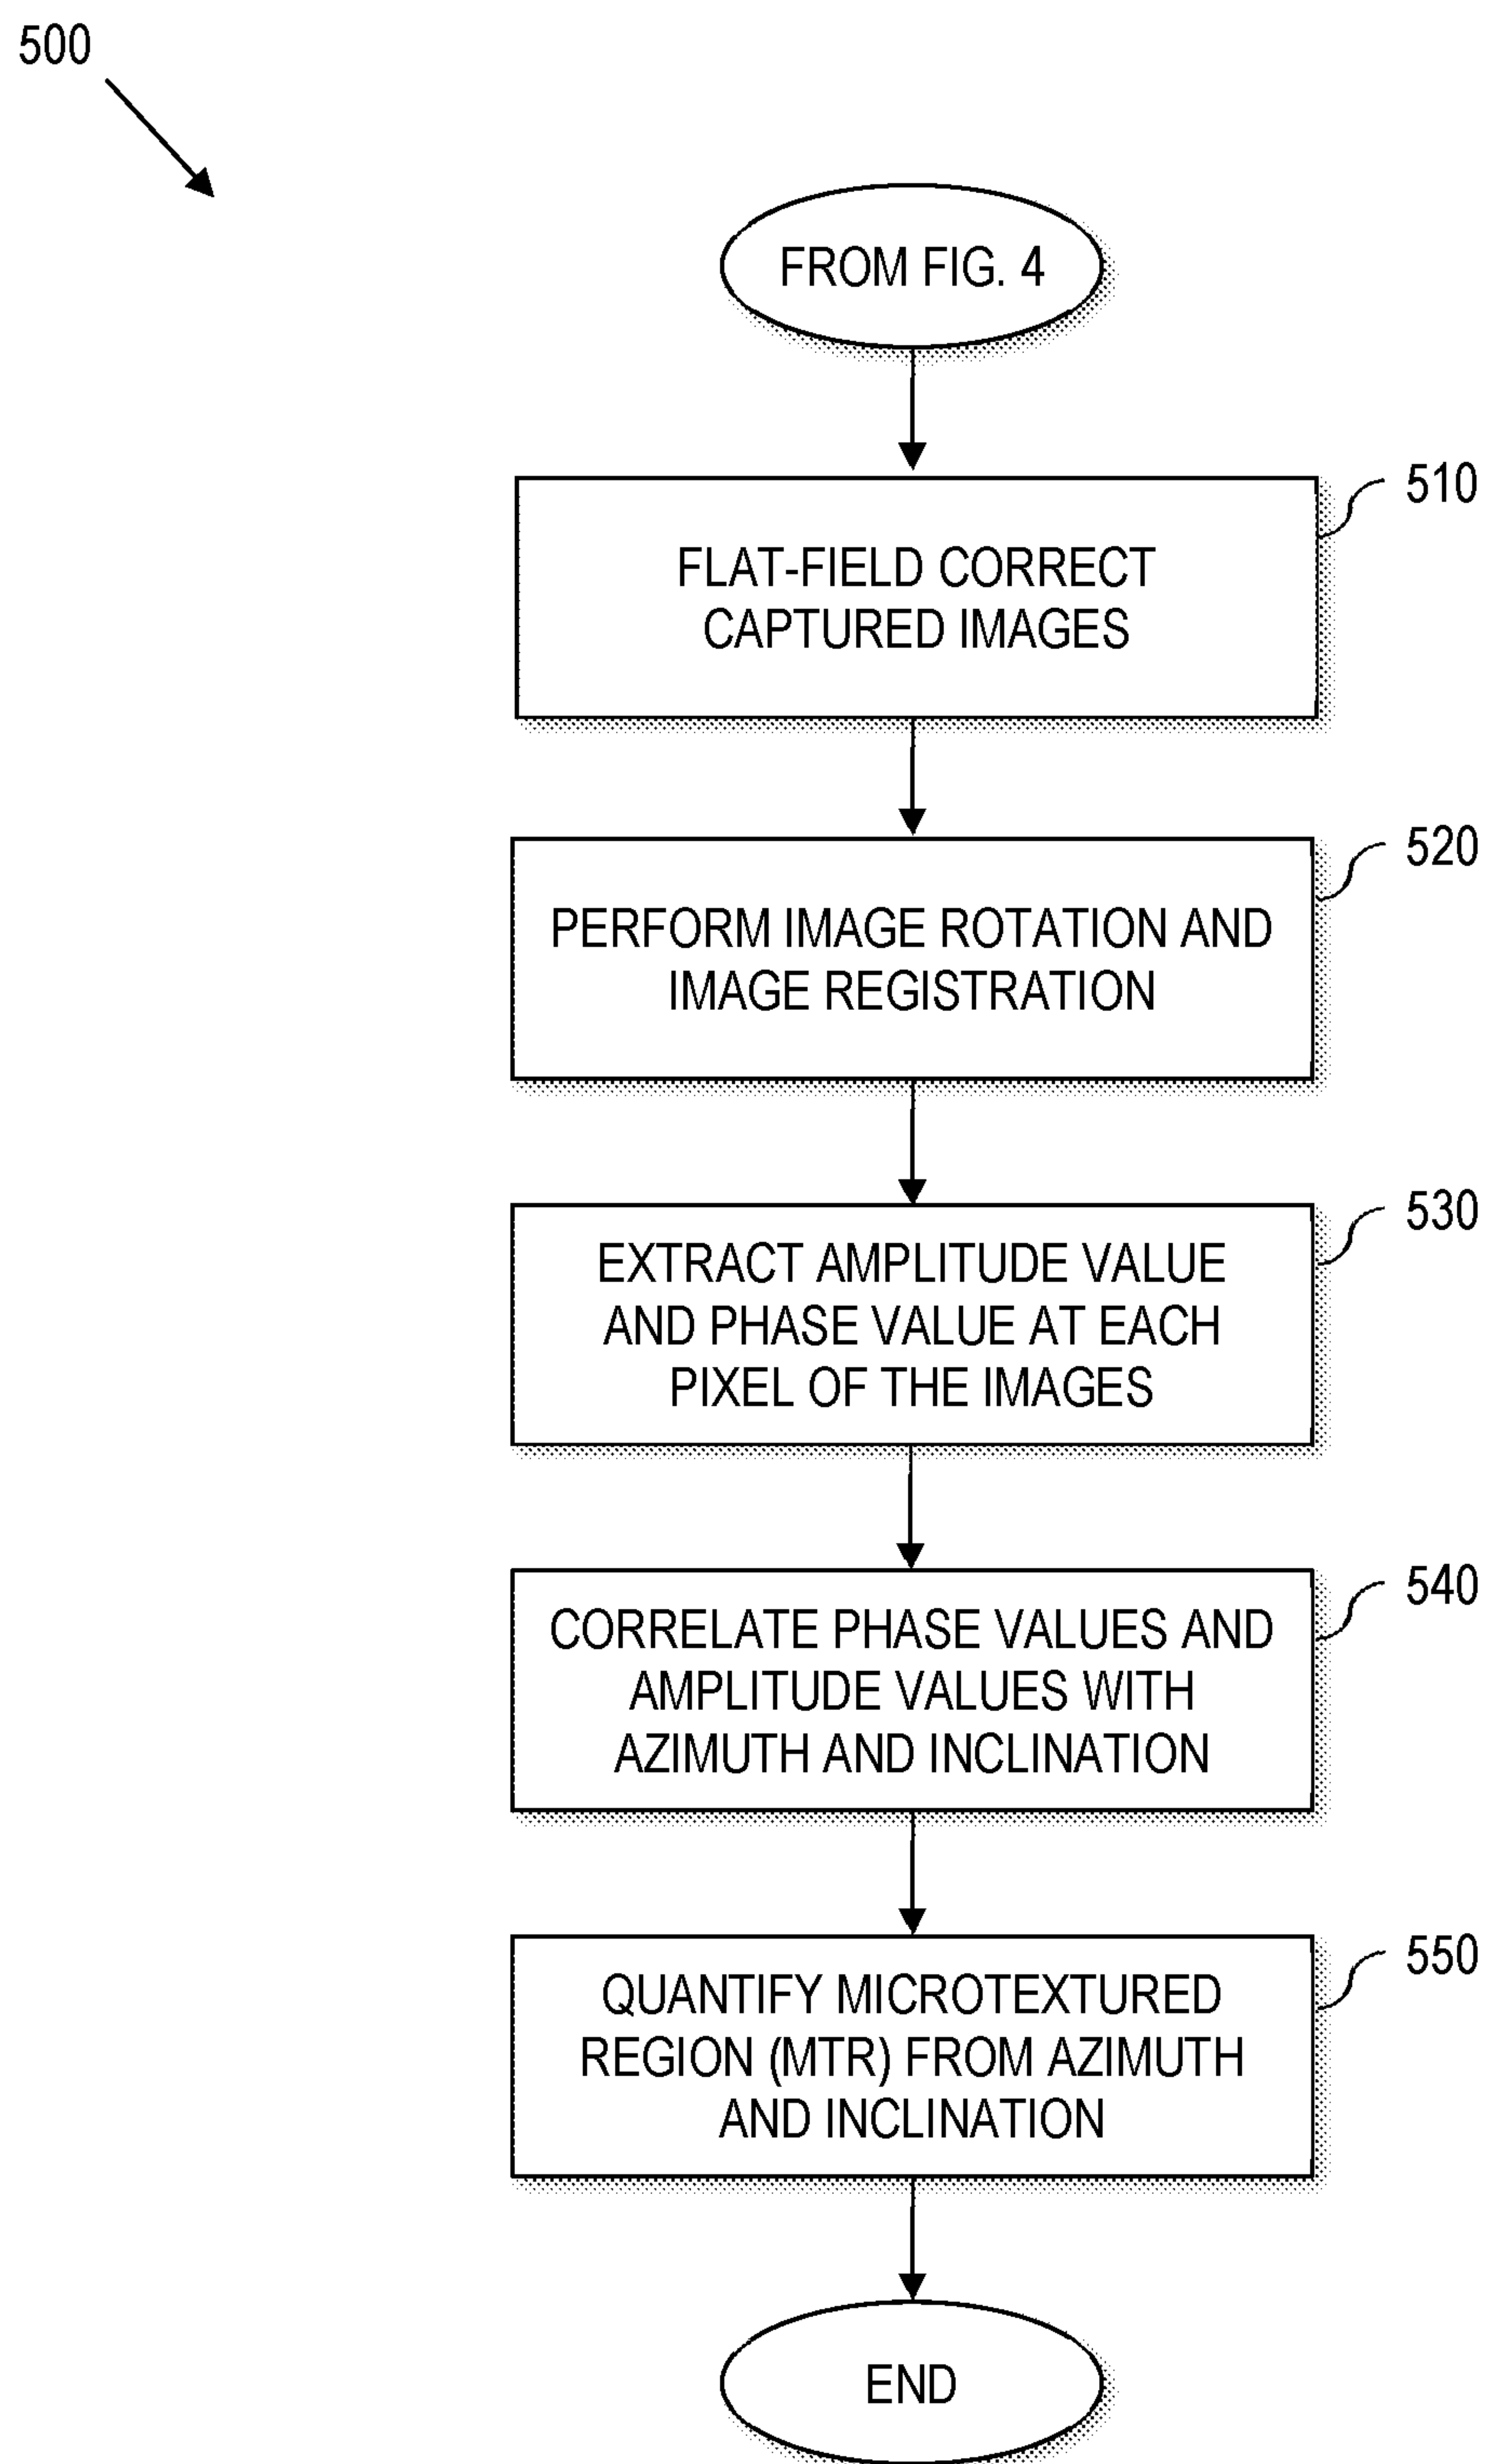 500
FROM FIG. 4
510
FLAT-FIELD CORRECT
CAPTURED IMAGES
520
PERFORM IMAGE ROTATION AND
IMAGE REGISTRATION
530
EXTRACT AMPLITUDE VALUE
AND PHASE VALUE AT EACH
PIXEL OF THE IMAGES
540
CORRELATE PHASE VALUES AND
AMPLITUDE VALUES WITH
AZIMUTH AND INCLINATION
550
QUANTIFY MICROTEXTURED
REGION (MTR) FROM AZIMUTH
AND INCLINATION
END